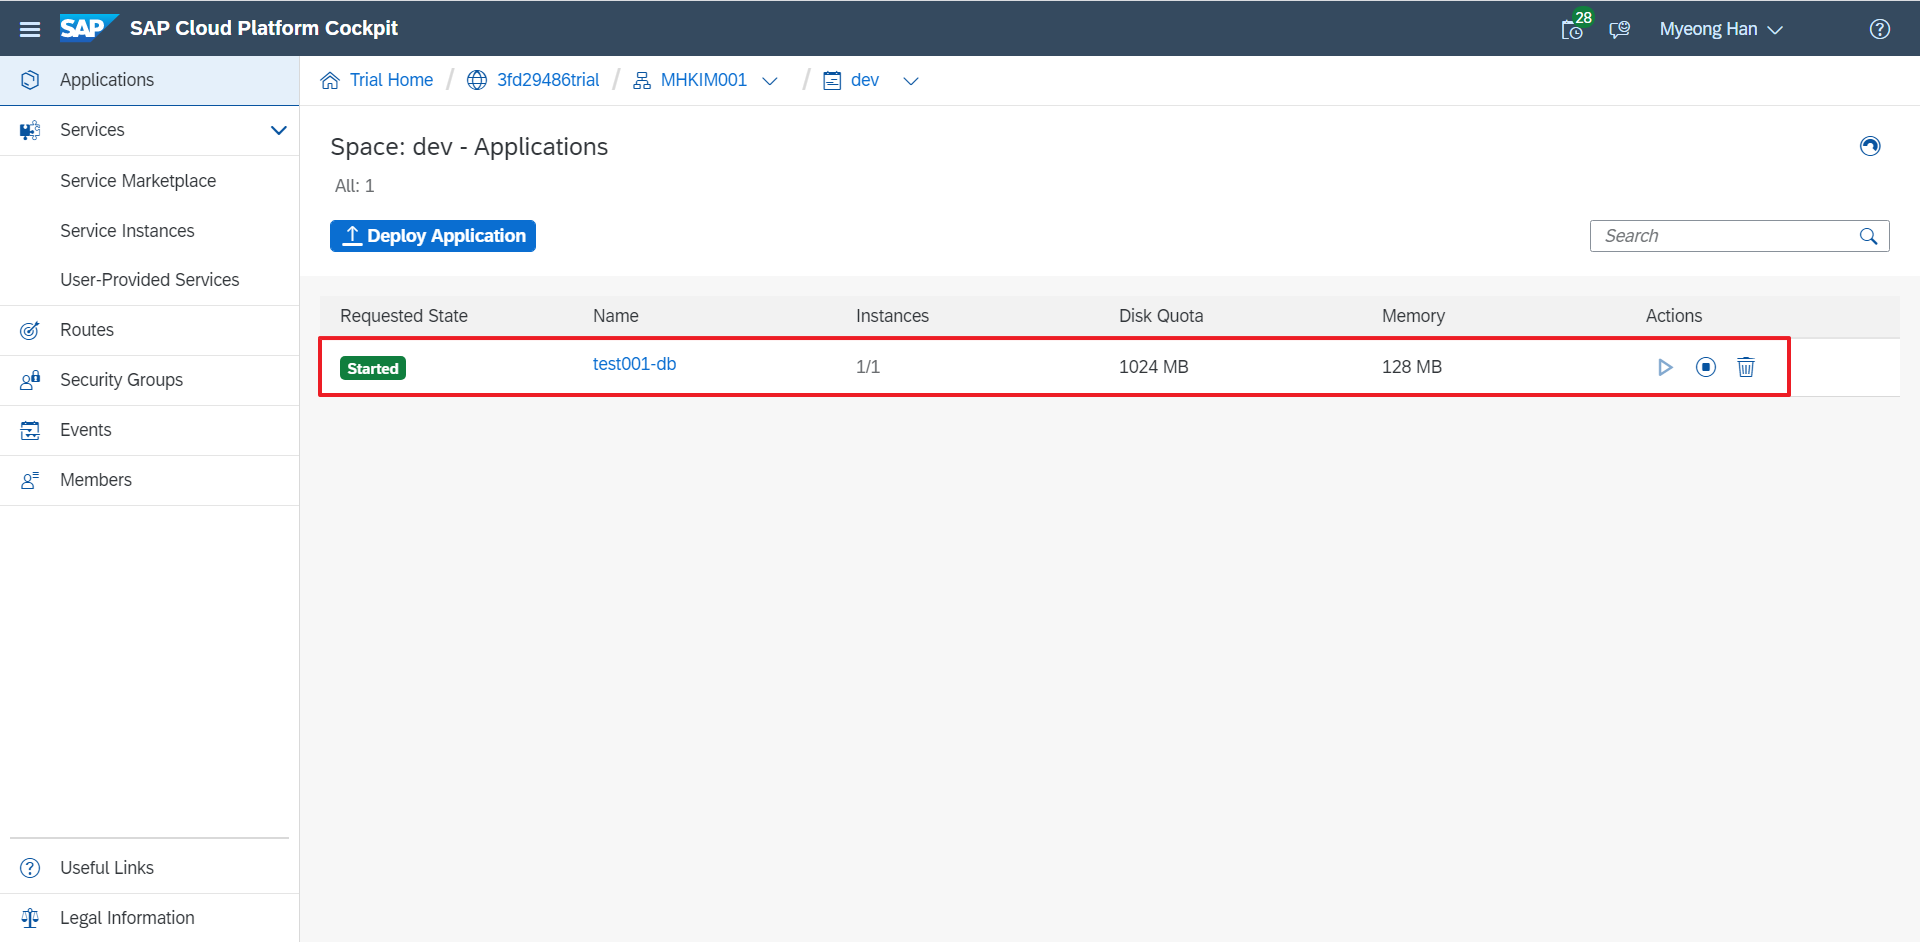 SAP SAP Cloud Platform Cockpit 28 Myeong Han
Applications
Services
Service Marketplace
Service Instances
User-Provided Services
Routes
Security Groups
Events
Members
Useful Links
Legal Information
Trial Home / 3fd29486trial / MHKIM001 / dev
Space: dev - Applications
All: 1
Deploy Application Search
Requested State Name Instances Disk Quota Memory Actions
Started test001-db 1/1 1024 MB 128 MB